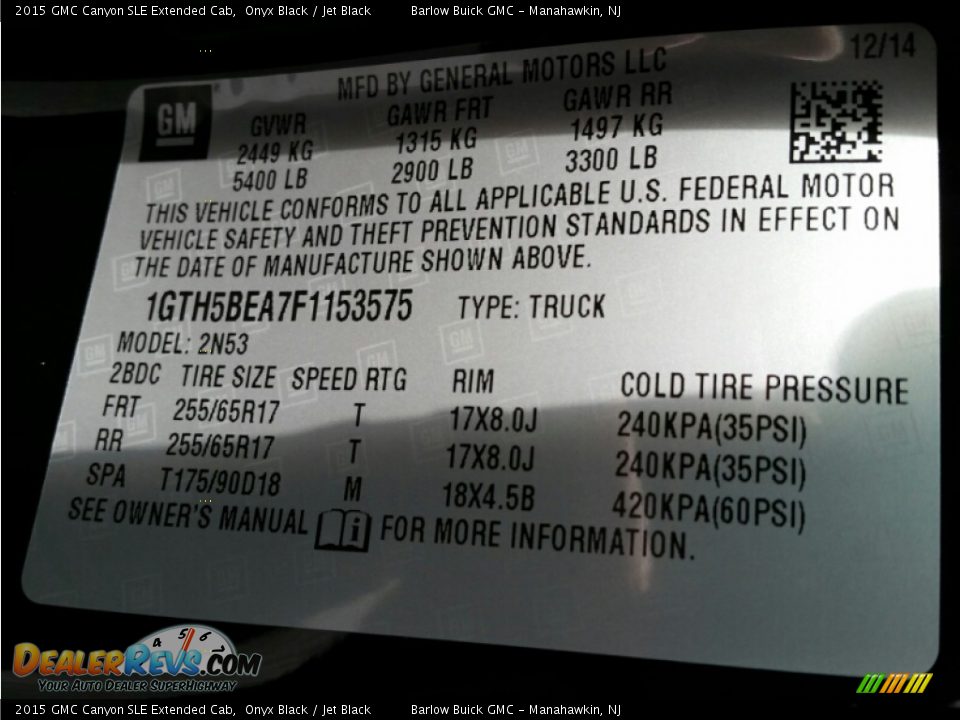 2015 GMC Canyon SLE Extended Cab, Onyx Black / Jet Black Barlow Buick GMC - Manahawkin, NJ
12/14
MFD BY GENERAL MOTORS LLC
GM
GVWR GAWR FRT GAWR RR
2449 KG 1315 KG 1497 KG
5400 LB 2900 LB 3300 LB
THIS VEHICLE CONFORMS TO ALL APPLICABLE U.S. FEDERAL MOTOR
VEHICLE SAFETY AND THEFT PREVENTION STANDARDS IN EFFECT ON
THE DATE OF MANUFACTURE SHOWN ABOVE.
1GTH5BEA7F1153575 TYPE: TRUCK
MODEL: 2N53
2BDC TIRE SIZE SPEED RTG RIM COLD TIRE PRESSURE
FRT 255/65R17 T 17X8.0J 240KPA(35PSI)
RR 255/65R17 T 17X8.0J 240KPA(35PSI)
SPA T175/90D18 M 18X4.5B 420KPA(60PSI)
SEE OWNER'S MANUAL i FOR MORE INFORMATION.
4 5 6 7
DEALERREVS.COM
YOUR AUTO DEALER SUPERHIGHWAY
2015 GMC Canyon SLE Extended Cab, Onyx Black / Jet Black Barlow Buick GMC - Manahawkin, NJ